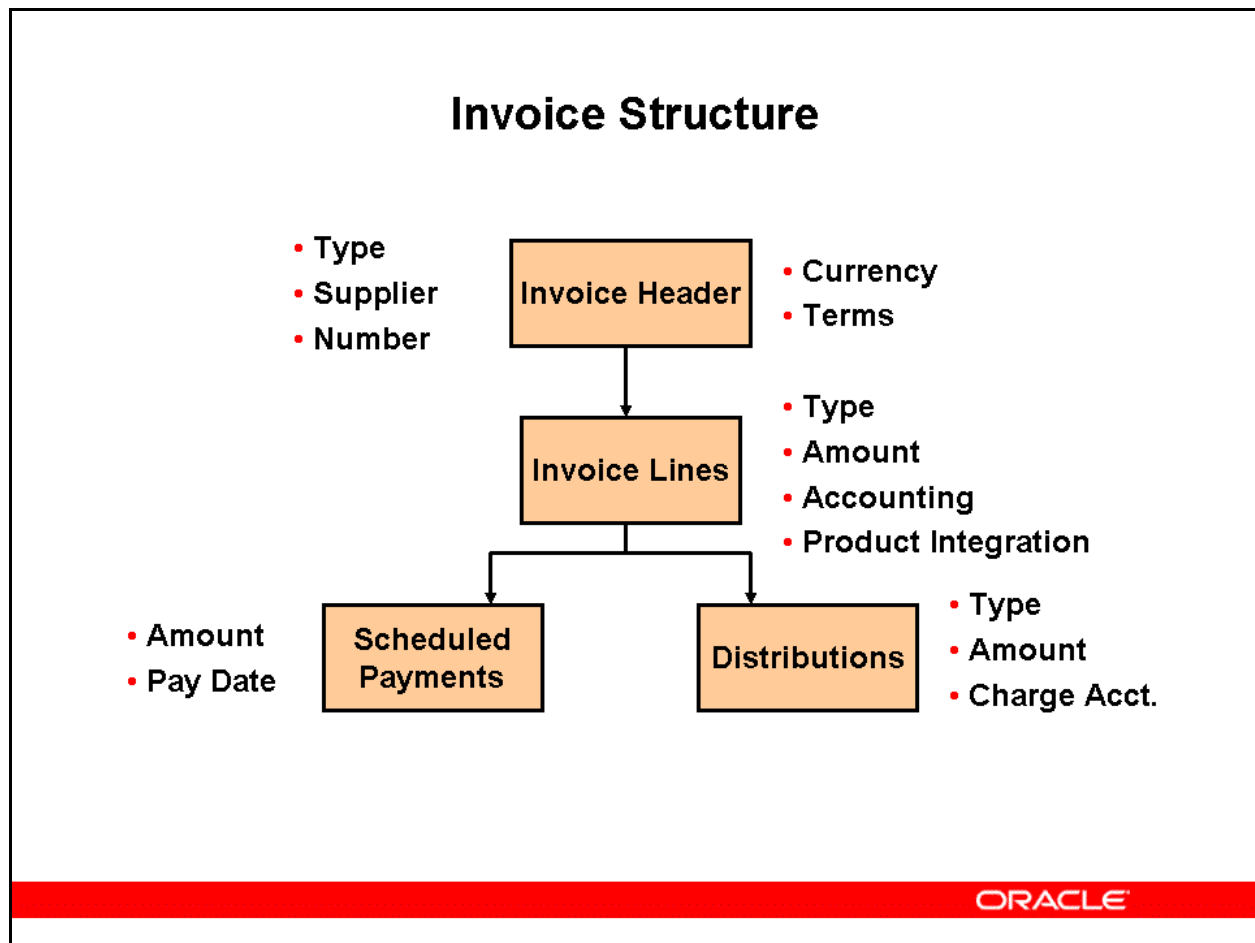 Invoice Structure
• Type
• Supplier
• Number
Invoice Header
• Currency
• Terms
Invoice Lines
• Type
• Amount
• Accounting
• Product Integration
• Amount
• Pay Date
Scheduled
Payments
Distributions
• Type
• Amount
• Charge Acct.
ORACLE